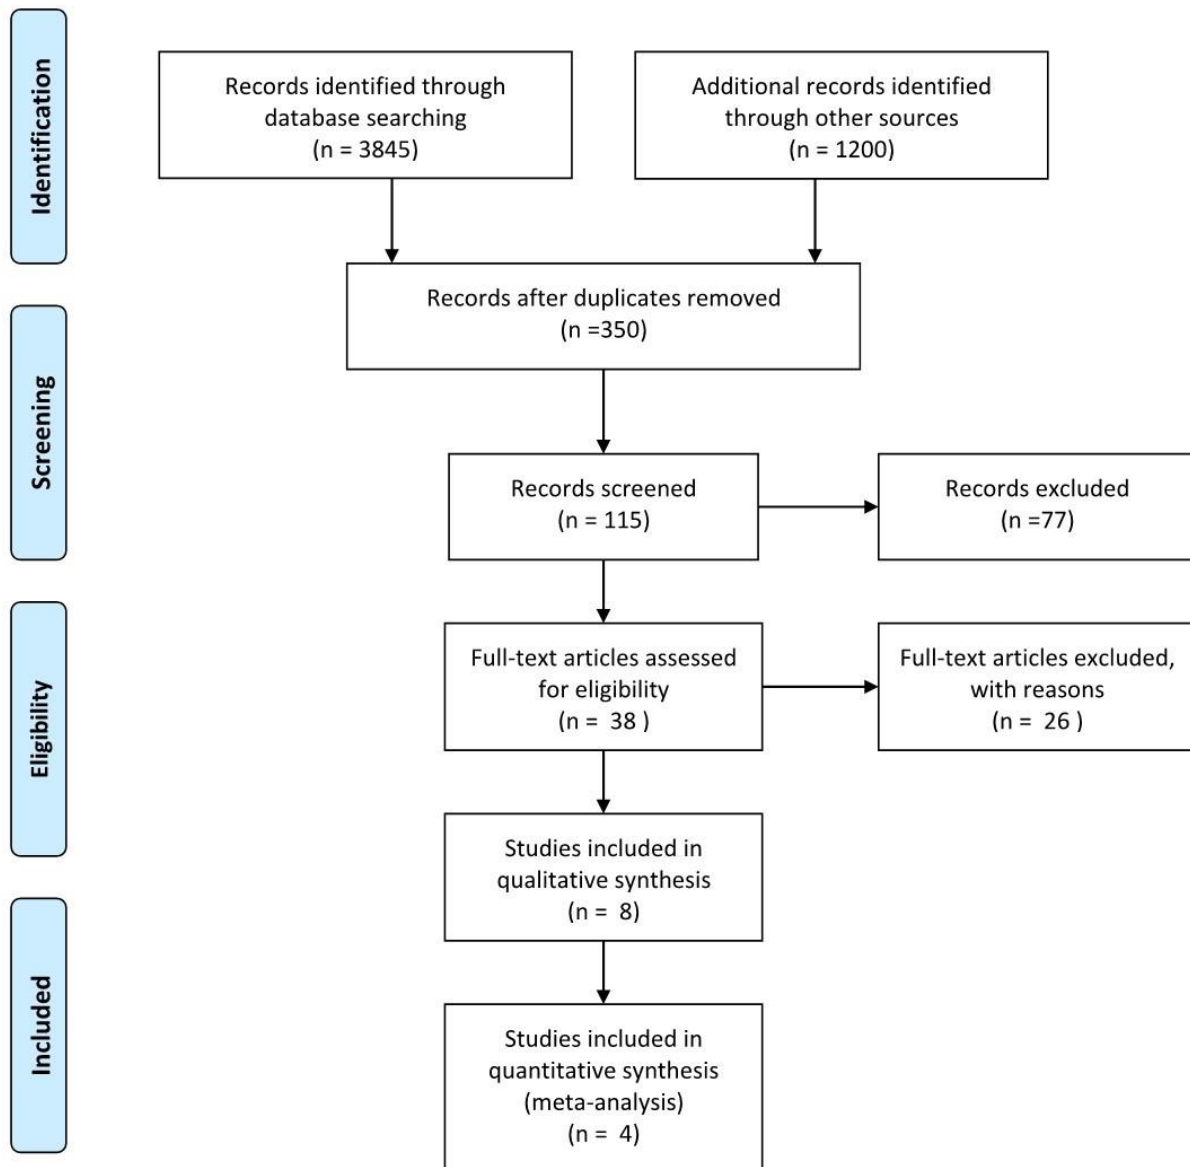 Identification
Records identified through
database searching
(n = 3845)
Additional records identified
through other sources
(n = 1200)
Records after duplicates removed
(n =350)
Screening
Records screened
(n = 115)
Records excluded
(n =77)
Eligibility
Full-text articles assessed
for eligibility
(n =  38 )
Full-text articles excluded,
with reasons
(n =  26 )
Studies included in
qualitative synthesis
(n =  8)
Included
Studies included in
quantitative synthesis
(meta-analysis)
(n =  4)